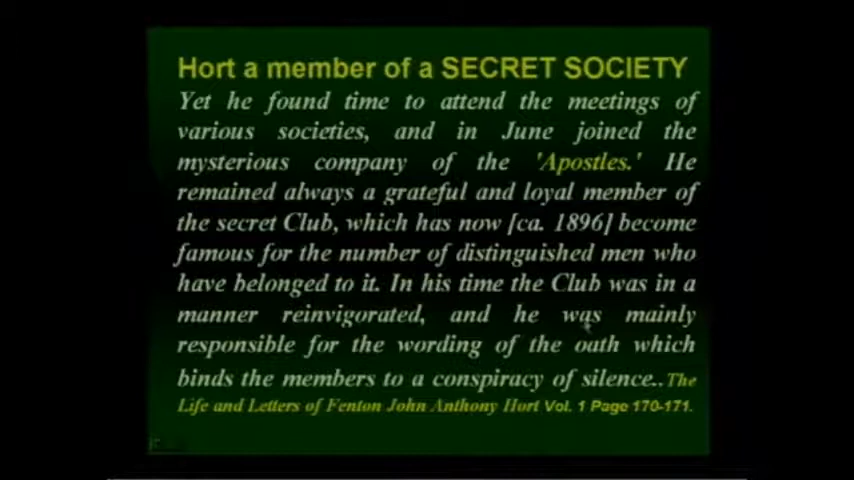 Hort a member of a SECRET SOCIETY
Yet he found time to attend the meetings of
various societies, and in June joined the
mysterious company of the 'Apostles.' He
remained always a grateful and loyal member of
the secret Club, which has now [ca. 1896] become
famous for the number of distinguished men who
have belonged to it. In his time the Club was in a
manner reinvigorated, and he was mainly
responsible for the wording of the oath which
binds the members to a conspiracy of silence.. The
Life and Letters of Fenton John Anthony Hort Vol. 1 Page 170-171.